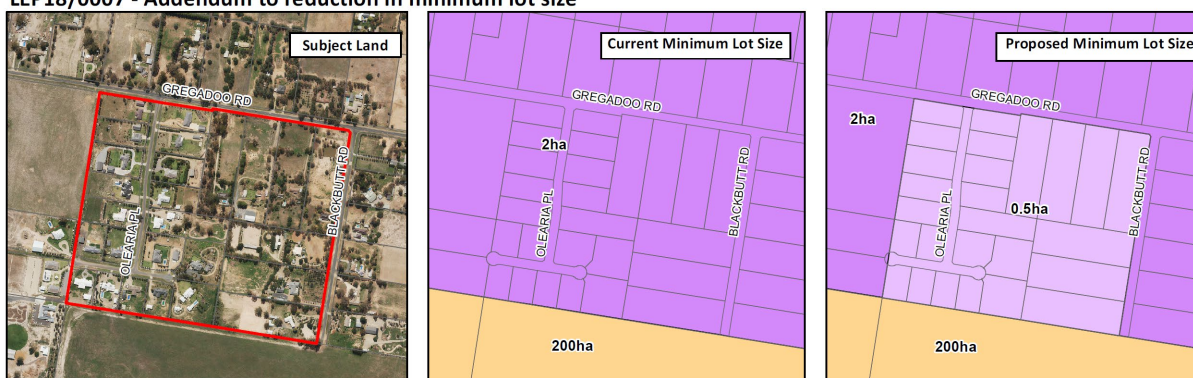 LEP18/0007 - Addendum to reduction in minimum lot size
Subject Land
GREGADOO RD
BLACKBUTT RD
OLEARIA PL
Current Minimum Lot Size
GREGADOO RD
2ha
BLACKBUTT RD
OLEARIA PL
200ha
Proposed Minimum Lot Size
GREGADOO RD
2ha
BLACKBUTT RD
0.5ha
OLEARIA PL
200ha